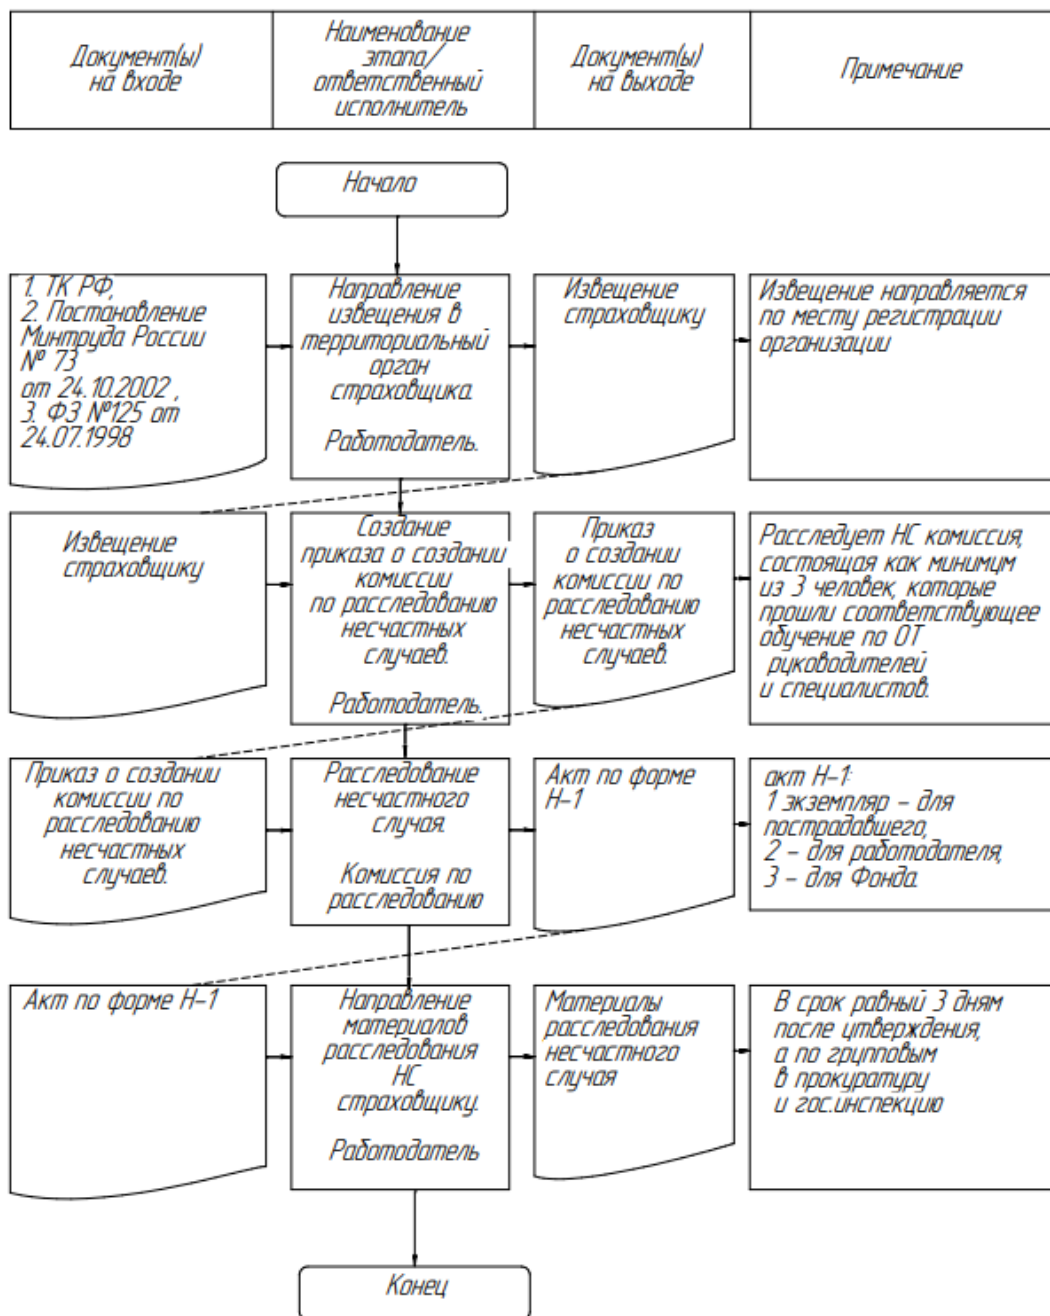 Документ(ы)
на входе
Наименование
этапа/
ответственный
исполнитель
Документ(ы)
на выходе
Примечание
Начало
1. ТК РФ,
2. Постановление
Минтруда России
№ 73
от 24.10.2002 ,
3. ФЗ №125 от
24.07.1998
Направление
извещения в
территориальный
орган
страховщика.
Работодатель.
Извещение
страховщику
Извещение направляется
по месту регистрации
организации
Извещение
страховщику
Создание
приказа о создании
комиссии
по расследованию
несчастных
случаев.
Работодатель.
Приказ
о создании
комиссии по
расследованию
несчастных
случаев.
Расследует НС комиссия,
состоящая как минимум
из 3 человек, которые
прошли соответствующее
обучение по ОТ
руководителей
и специалистов.
Приказ о создании
комиссии по
расследованию
несчастных
случаев.
Расследование
несчастного
случая.
Комиссия по
расследованию
Акт по форме
Н-1
акт Н-1:
1 экземпляр – для
пострадавшего,
2 – для работодателя,
3 – для Фонда.
Акт по форме Н-1
Направление
материалов
расследования
НС
страховщику.
Работодатель
Материалы
расследования
несчастного
случая
В срок равный 3 дням
после утверждения,
а по групповым
в прокуратуру
и гос.инспекцию
Конец